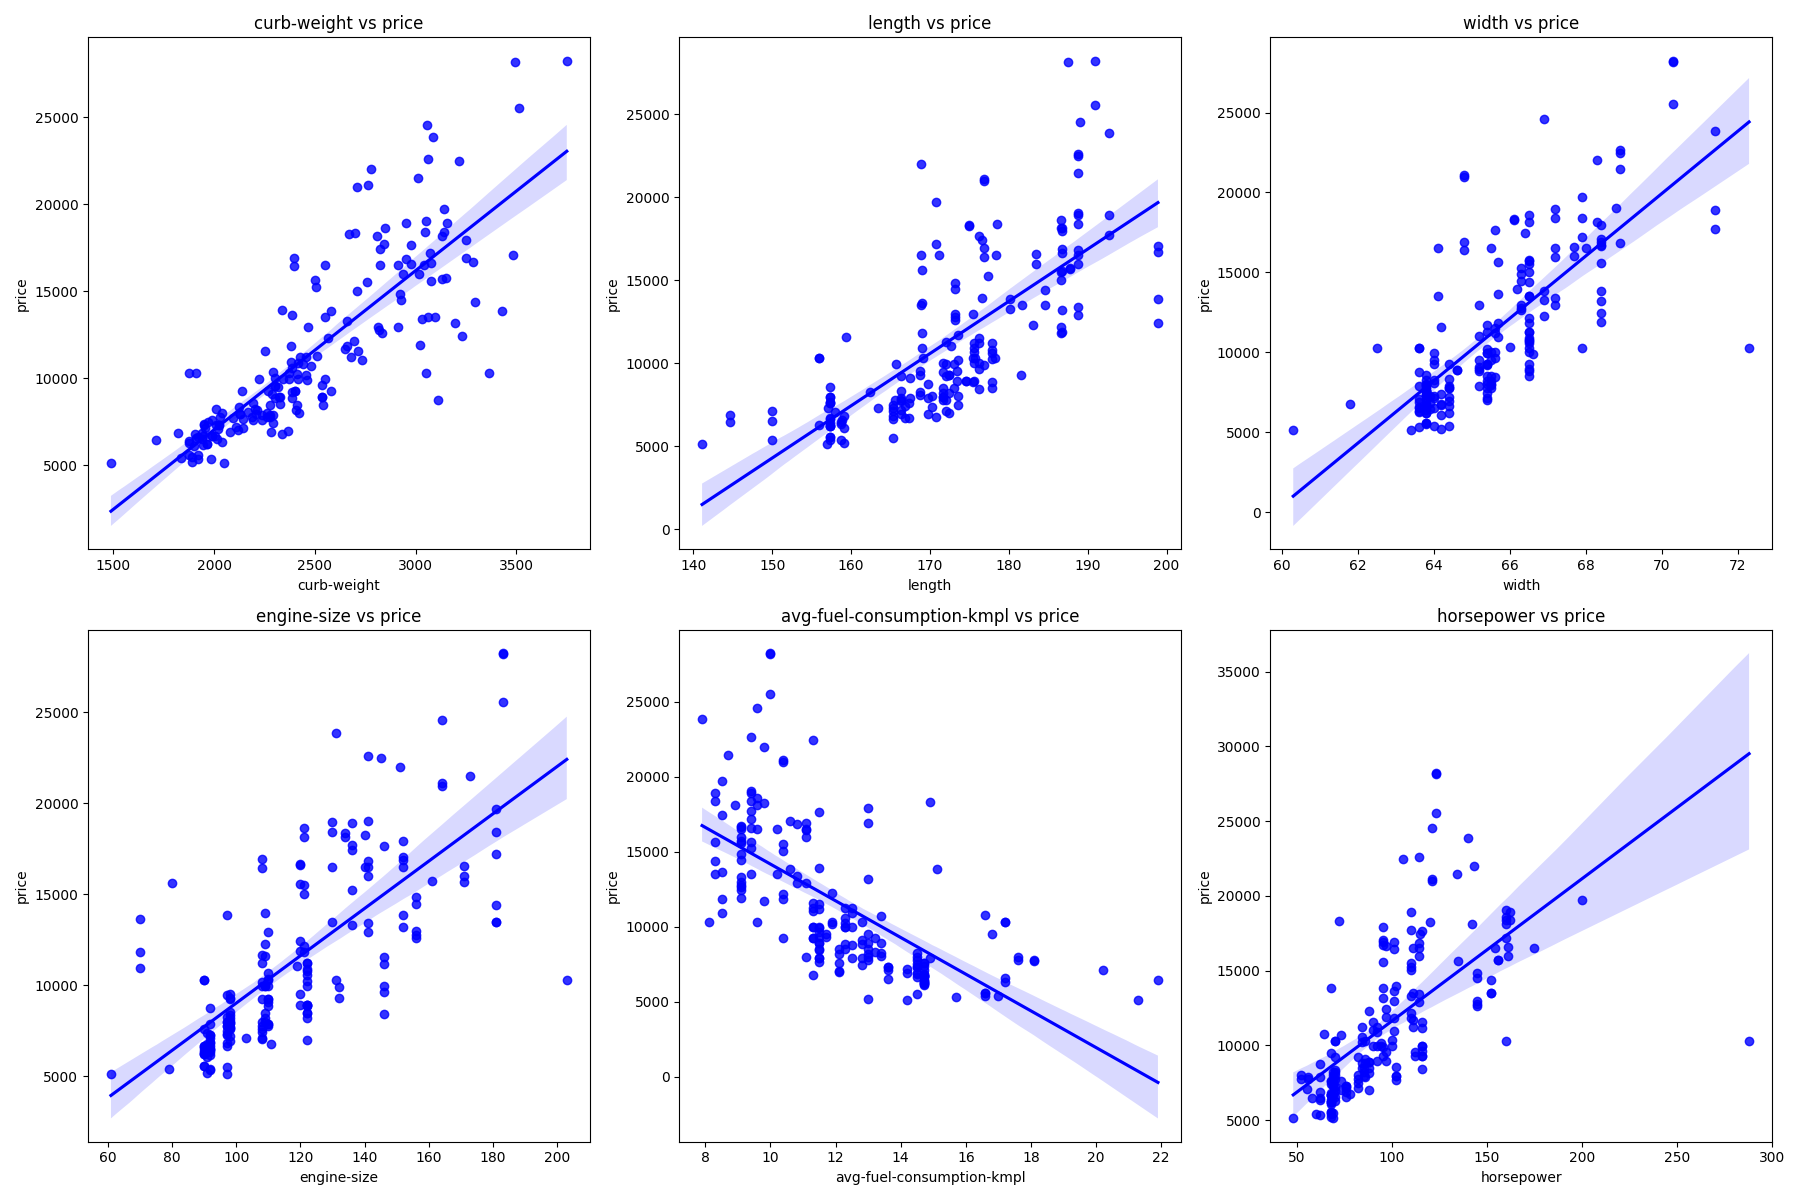 curb-weight vs price
length vs price
width vs price
25000
20000
15000
10000
5000
price
1500 2000 2500 3000 3500
curb-weight
25000
20000
15000
10000
5000
0
price
140 150 160 170 180 190 200
length
25000
20000
15000
10000
5000
0
price
60 62 64 66 68 70 72
width
engine-size vs price
avg-fuel-consumption-kmpl vs price
horsepower vs price
25000
20000
15000
10000
5000
price
60 80 100 120 140 160 180 200
engine-size
25000
20000
15000
10000
5000
0
price
8 10 12 14 16 18 20 22
avg-fuel-consumption-kmpl
35000
30000
25000
20000
15000
10000
5000
price
50 100 150 200 250 300
horsepower